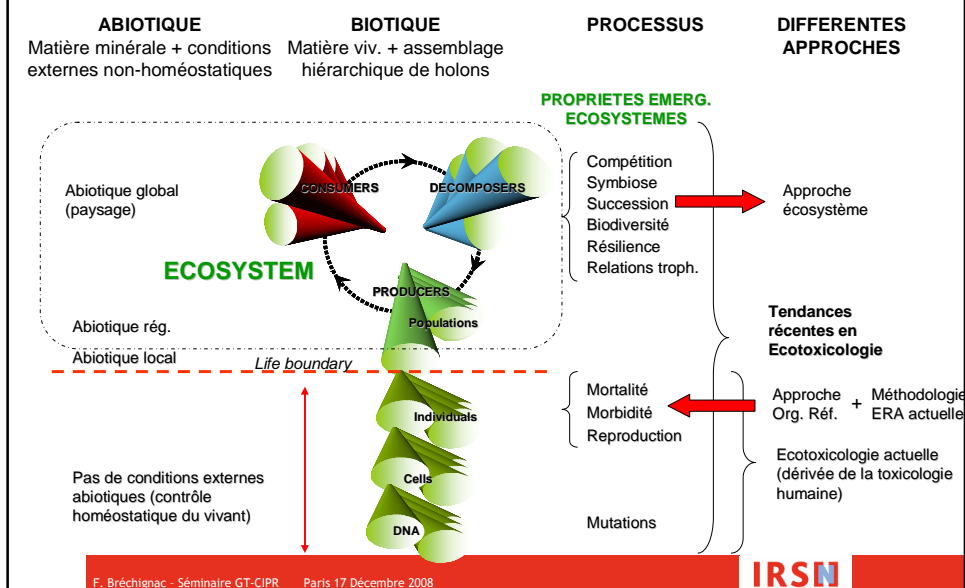 ABIOTIQUE
Matière minérale + conditions
externes non-homéostatiques
BIOTIQUE
Matière viv. + assemblage
hiérarchique de holons
PROCESSUS
DIFFERENTES
APPROCHES
PROPRIETES EMERG.
ECOSYSTEMES
Abiotique global
(paysage)
CONSUMERS
DECOMPOSERS
ECOSYSTEM
PRODUCERS
Populations
Compétition
Symbiose
Succession
Biodiversité
Résilience
Relations troph.
Approche
écosystème
Abiotique rég.
Abiotique local
Life boundary
Tendances
récentes en
Ecotoxicologie
Individuals
Cells
DNA
Mortalité
Morbidité
Reproduction
Approche
Org. Réf.
+
Méthodologie
ERA actuelle
Pas de conditions externes
abiotiques (contrôle
homéostatique du vivant)
Ecotoxicologie actuelle
(dérivée de la toxicologie
humaine)
Mutations
F. Bréchignac - Séminaire GT-CIPR Paris 17 Décembre 2008
IRSN